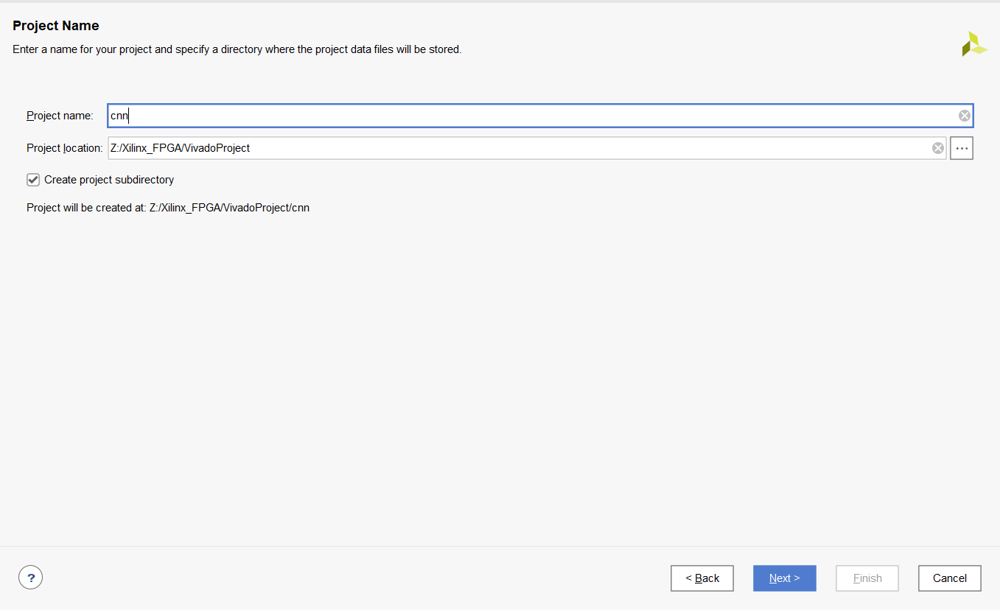 Project Name
Enter a name for your project and specify a directory where the project data files will be stored.
Project name: cnn
Project location: Z:/Xilinx_FPGA/VivadoProject ...
Create project subdirectory
Project will be created at: Z:/Xilinx_FPGA/VivadoProject/cnn
? < Back Next > Finish Cancel